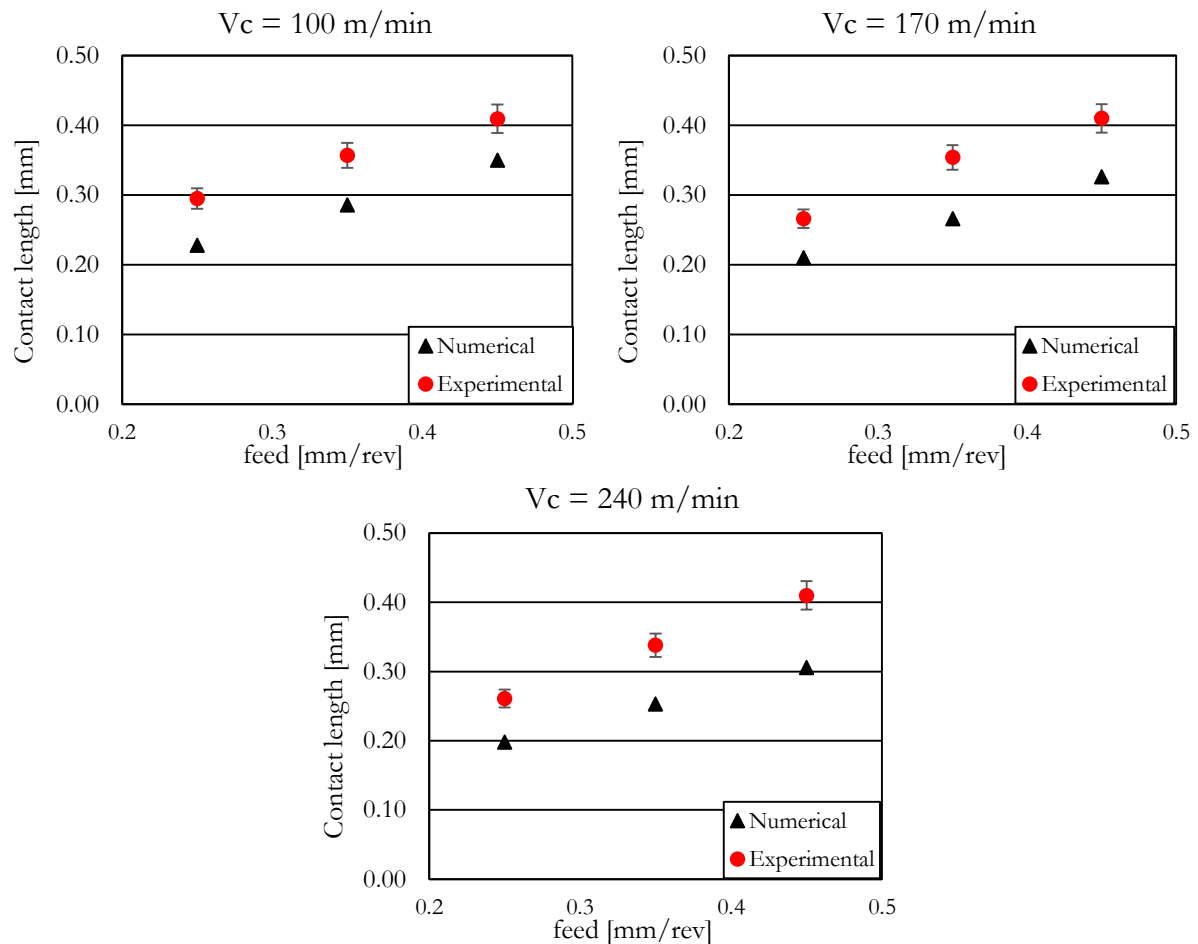 Vc = 100 m/min
0.50
0.40
0.30
0.20
0.10
0.00
Contact length [mm]
Numerical
Experimental
0.2 0.3 0.4 0.5
feed [mm/rev]
Vc = 170 m/min
0.50
0.40
0.30
0.20
0.10
0.00
Contact length [mm]
Numerical
Experimental
0.2 0.3 0.4 0.5
feed [mm/rev]
Vc = 240 m/min
0.50
0.40
0.30
0.20
0.10
0.00
Contact length [mm]
Numerical
Experimental
0.2 0.3 0.4 0.5
feed [mm/rev]